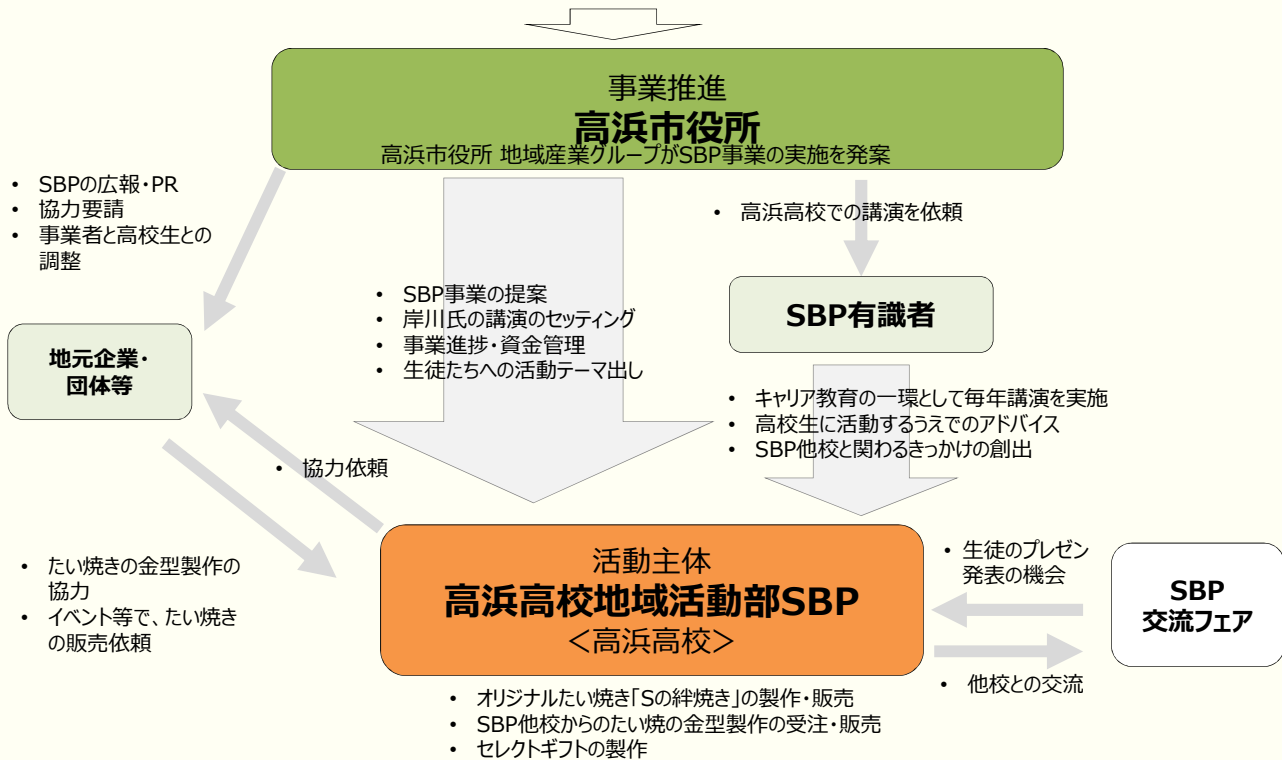 事業推進
高浜市役所
高浜市役所 地域産業グループがSBP事業の実施を発案
• SBPの広報・PR
• 協力要請
• 事業者と高校生との
調整
• 高浜高校での講演を依頼
• SBP事業の提案
• 岸川氏の講演のセッティング
• 事業進捗・資金管理
• 生徒たちへの活動テーマ出し
SBP有識者
地元企業・
団体等
• キャリア教育の一環として毎年講演を実施
• 高校生に活動するうえでのアドバイス
• SBP他校と関わるきっかけの創出
• 協力依頼
• たい焼きの金型製作の
協力
• イベント等で、たい焼き
の販売依頼
活動主体
高浜高校地域活動部SBP
＜高浜高校＞
• 生徒のプレゼン
発表の機会
SBP
交流フェア
• 他校との交流
• オリジナルたい焼き「Sの絆焼き」の製作・販売
• SBP他校からのたい焼の金型製作の受注・販売
• セレクトギフトの製作